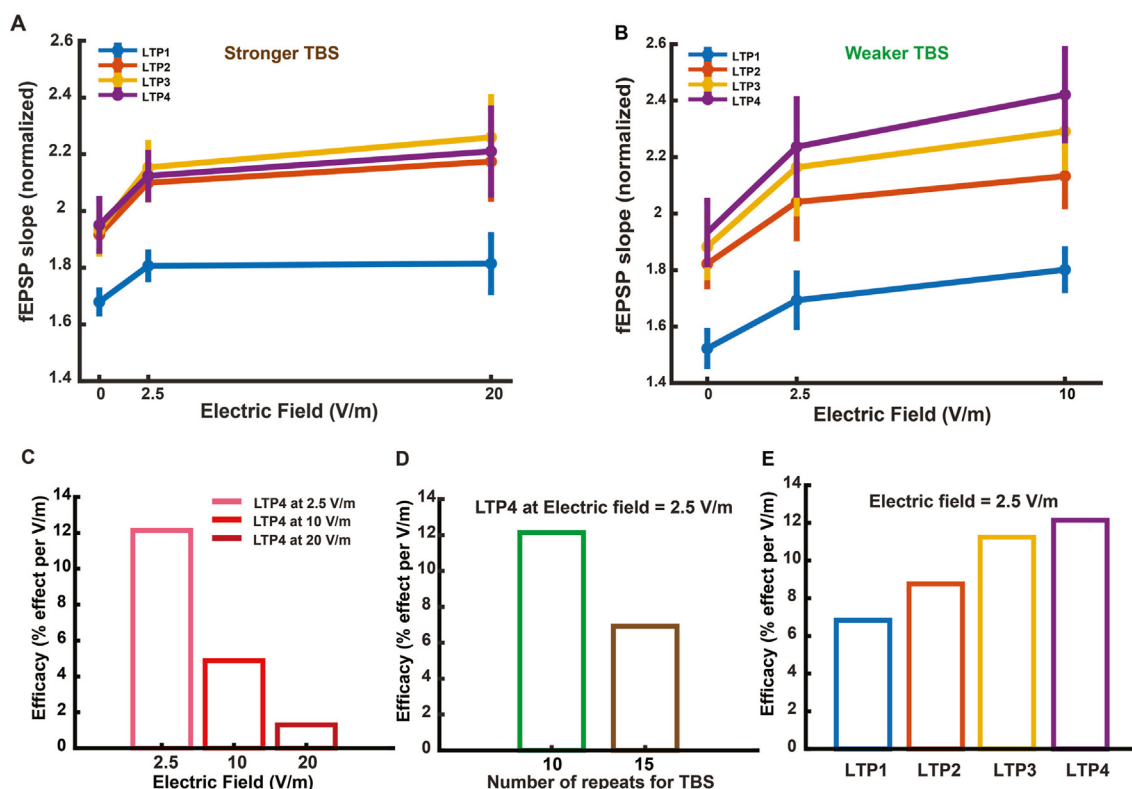 A
Stronger TBS
LTP1
LTP2
LTP3
LTP4
fEPSP slope (normalized)
2.6
2.4
2.2
2
1.8
1.6
1.4
0
2.5
20
Electric Field (V/m)
B
Weaker TBS
LTP1
LTP2
LTP3
LTP4
fEPSP slope (normalized)
2.6
2.4
2.2
2
1.8
1.6
1.4
0
2.5
10
Electric Field (V/m)
C
LTP4 at 2.5 V/m
LTP4 at 10 V/m
LTP4 at 20 V/m
Efficacy (% effect per V/m)
14
12
10
8
6
4
2
0
2.5
10
20
Electric Field (V/m)
D
LTP4 at Electric field = 2.5 V/m
Efficacy (% effect per V/m)
14
12
10
8
6
4
2
0
10
15
Number of repeats for TBS
E
Electric field = 2.5 V/m
Efficacy (% effect per V/m)
14
12
10
8
6
4
2
0
LTP1
LTP2
LTP3
LTP4